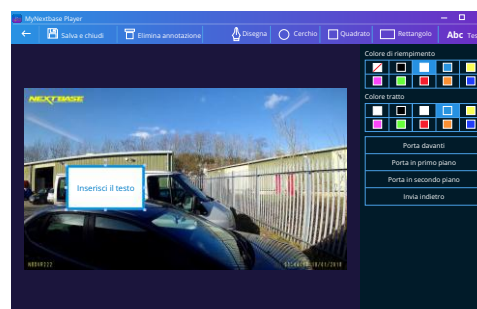 MyNextbase Player
Salva e chiudi
Elimina annotazione
Disegna
Cerchio
Quadrato
Rettangolo
Abc Tes
Colore di riempimento
Colore tratto
Porta davanti
Porta in primo piano
Porta in secondo piano
Invia indietro
NEXTBASE
Inserisci il testo